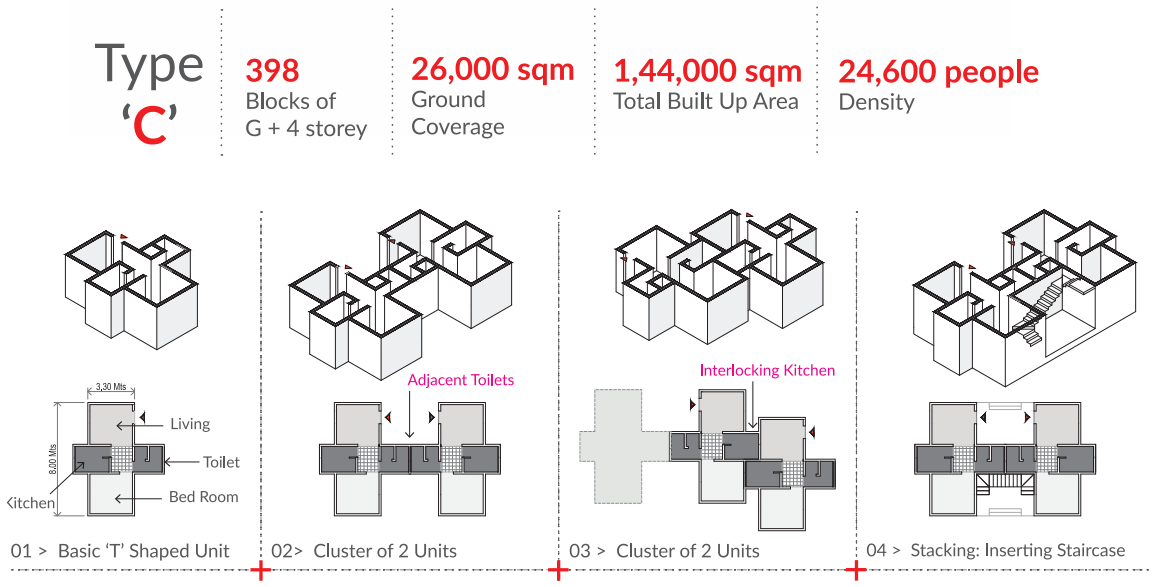 Type
‘C’
398
Blocks of
G + 4 storey
26,000 sqm
Ground
Coverage
1,44,000 sqm
Total Built Up Area
24,600 people
Density
3,30 Mts
8,00 Mts
Living
Toilet
Kitchen
Bed Room
Adjacent Toilets
Interlocking Kitchen
01 > Basic ‘T’ Shaped Unit
02> Cluster of 2 Units
03 > Cluster of 2 Units
04 > Stacking: Inserting Staircase